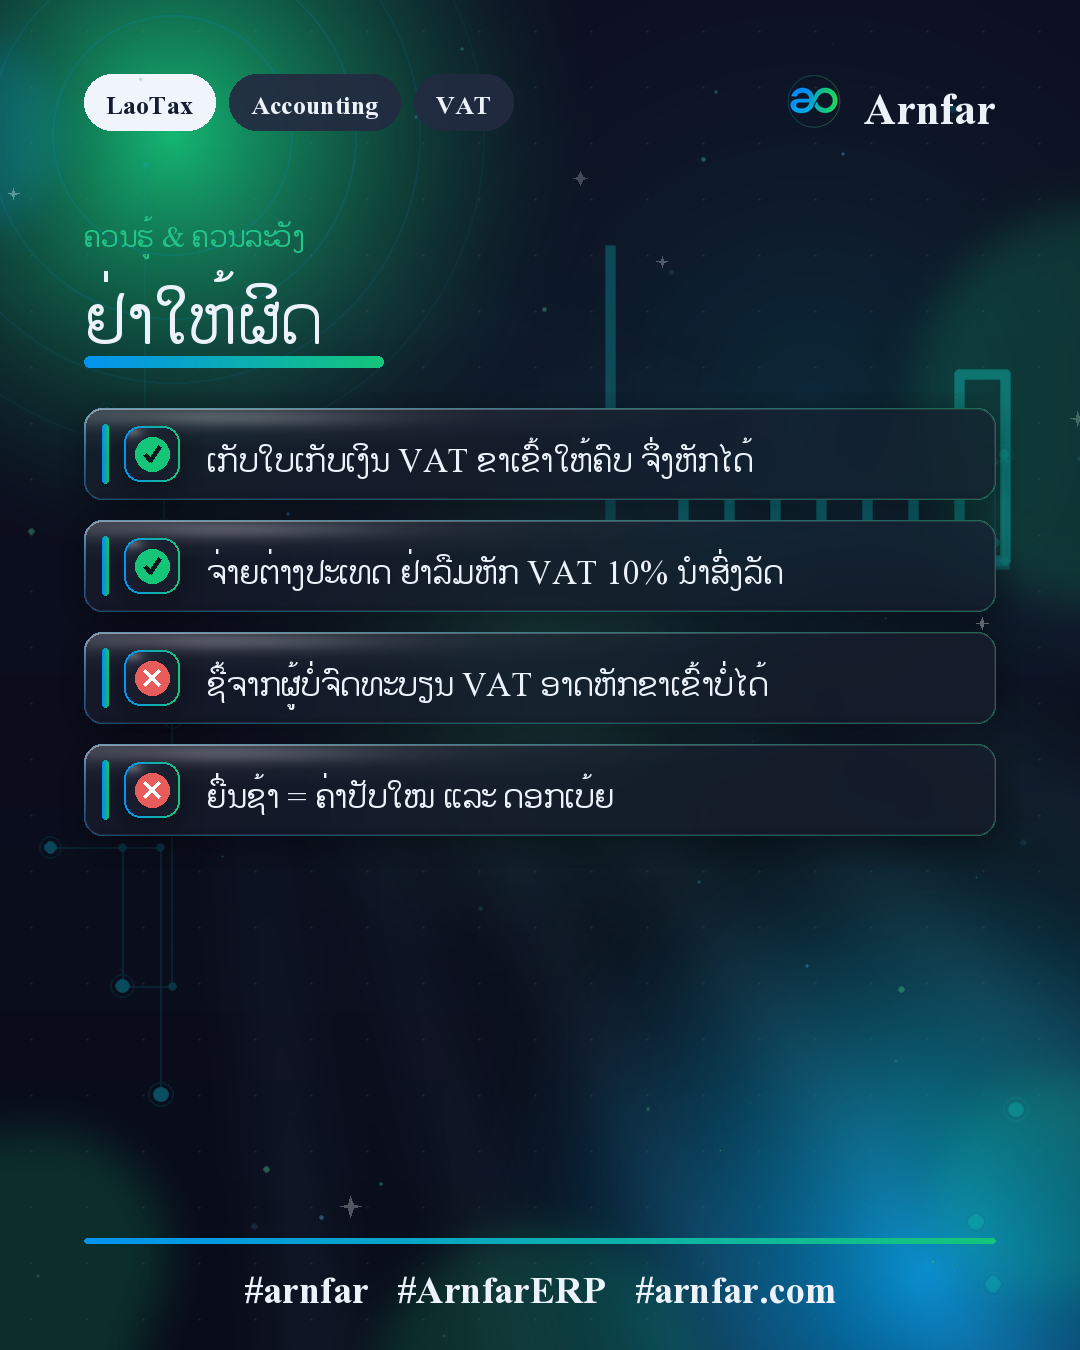 LaoTax Accounting VAT
Arnfar
ຄວນຮູ້ & ຄວນລະວັງ
ຢ່າໃຫ້ຜິດ
ເກັບໃບເກັບເງິນ VAT ຂາເຂົ້າໃຫ້ຄົບ ຈຶ່ງຫັກໄດ້
ຈ່າຍຕ່າງປະເທດ ຢ່າລືມຫັກ VAT 10% ນຳສົ່ງລັດ
ຊື້ຈາກຜູ້ບໍ່ຈົດທະບຽນ VAT ອາດຫັກຂາເຂົ້າບໍ່ໄດ້
ຍື່ນຊ້າ = ຄ່າປັບໃໝ ແລະ ດອກເບ້ຍ
#arnfar #ArnfarERP #arnfar.com